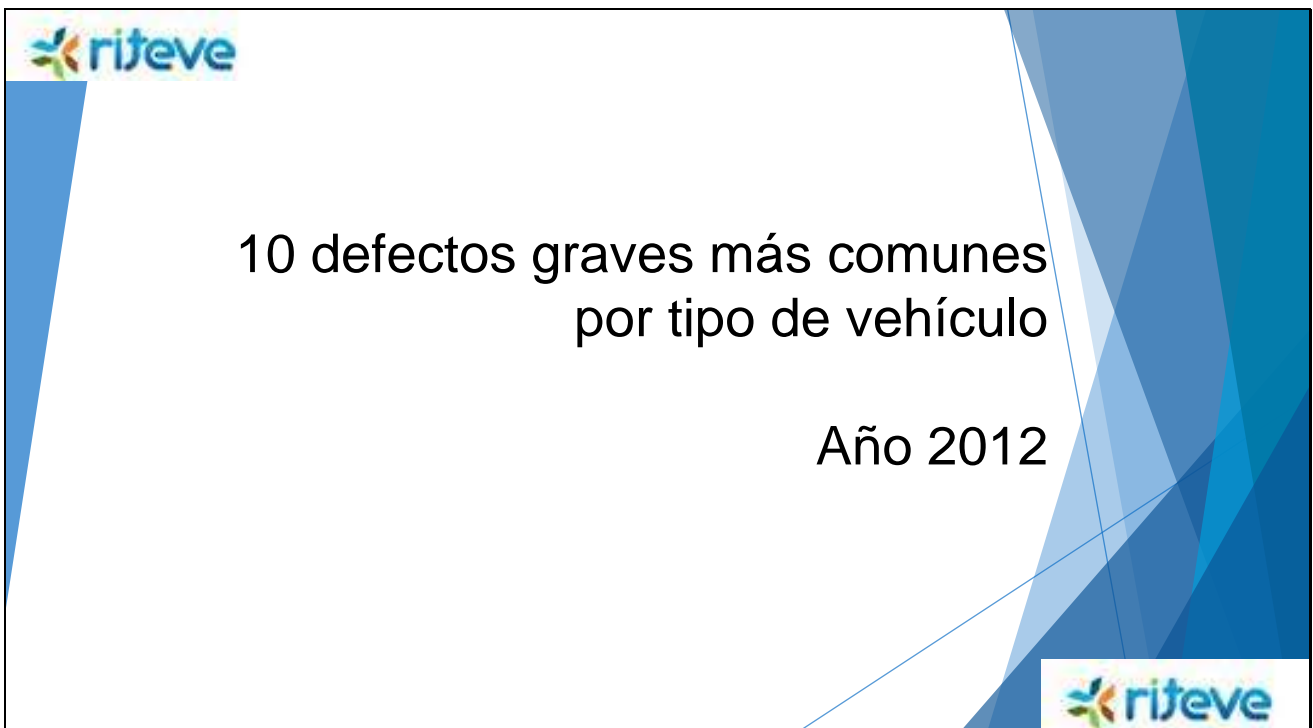 riteve
10 defectos graves más comunes
por tipo de vehículo
Año 2012
riteve